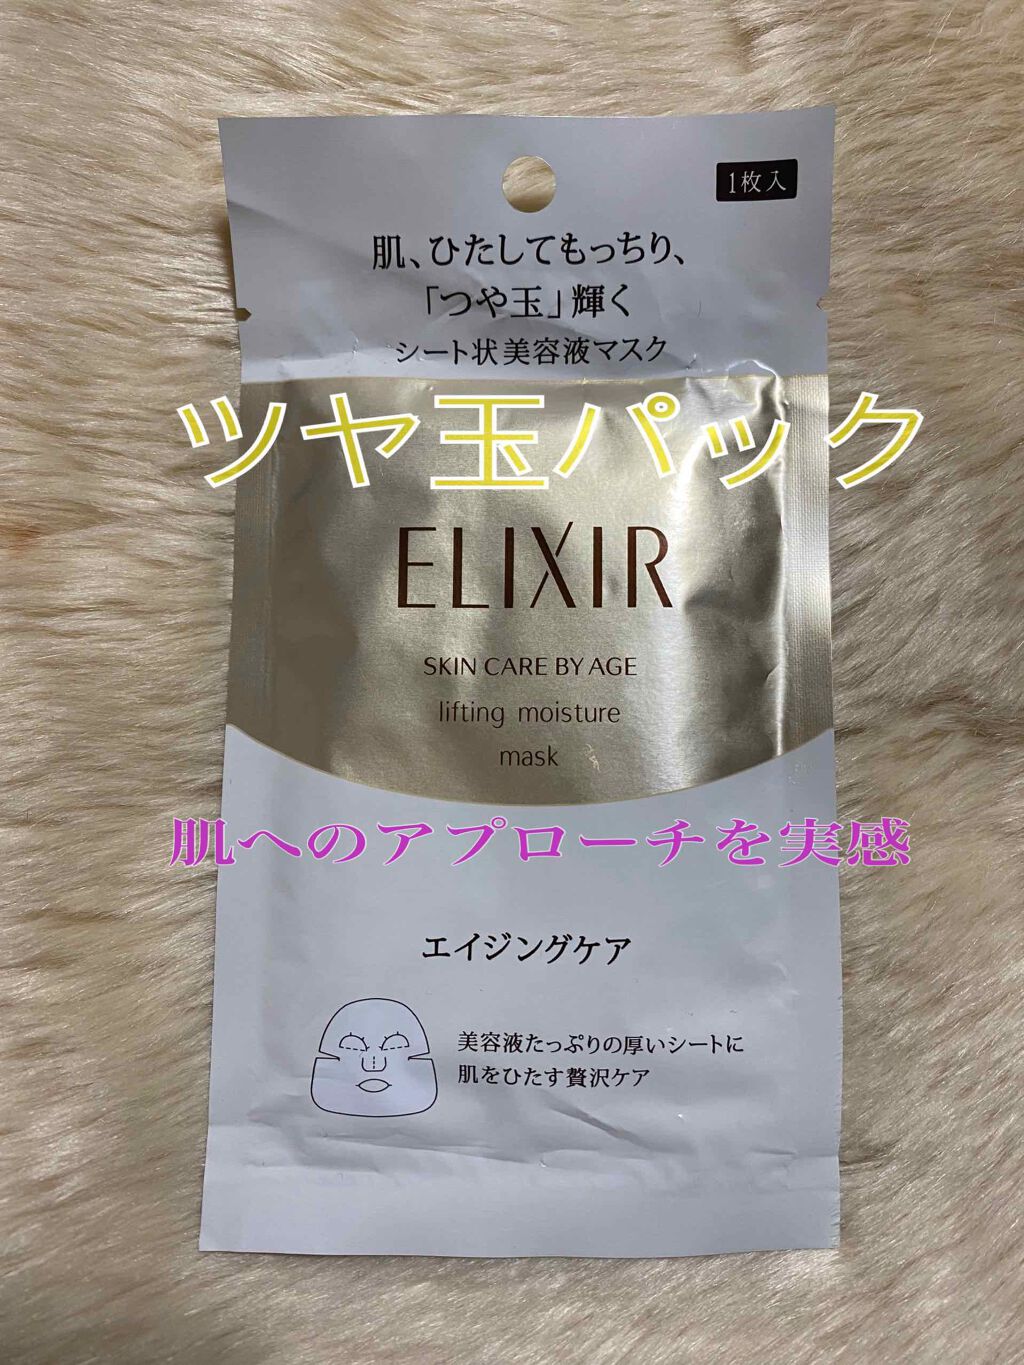 1枚入
肌、ひたしてもっちり、
「つや玉」輝く
シート状美容液マスク
ツヤ玉パック
ELIXIR
SKIN CARE BY AGE
lifting moisture
mask
肌へのアプローチを実感
エイジングケア
美容液たっぷりの厚いシートに
肌をひたす贅沢ケア